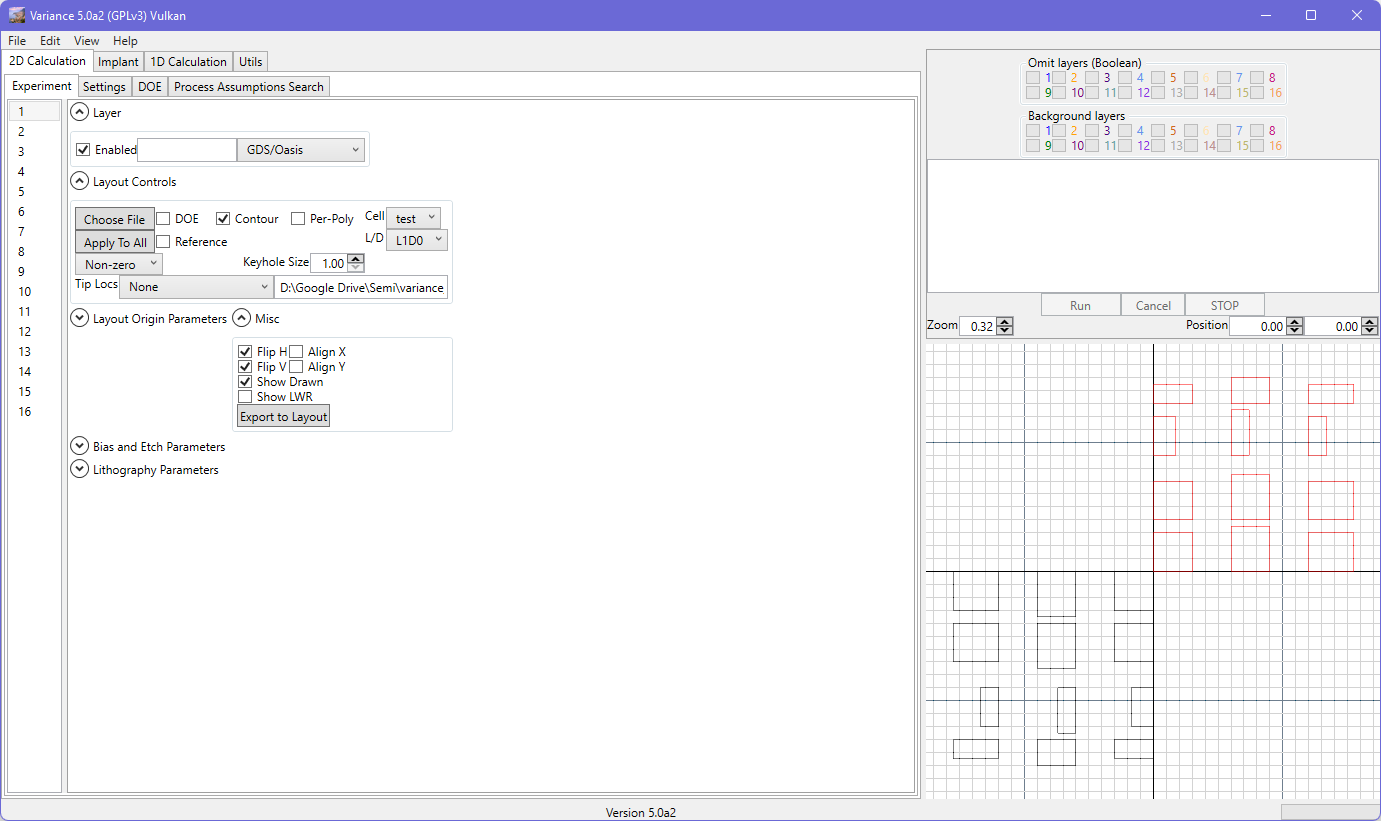 Variance 5.0a2 (GPLv3) Vulkan
File Edit View Help
2D Calculation Implant 1D Calculation Utils
Experiment Settings DOE Process Assumptions Search
1
2
3
4
5
6
7
8
9
10
11
12
13
14
15
16
Layer
Enabled GDS/Oasis
Layout Controls
Choose File DOE Contour Per-Poly Cell test
Apply To All Reference L/D L1D0
Non-zero Keyhole Size 1.00
Tip Locs None D:\Google Drive\Semi\variance
Layout Origin Parameters Misc
Flip H Align X
Flip V Align Y
Show Drawn
Show LWR
Export to Layout
Bias and Etch Parameters
Lithography Parameters
Omit layers (Boolean)
1 2 3 4 5 6 7 8
9 10 11 12 13 14 15 16
Background layers
1 2 3 4 5 6 7 8
9 10 11 12 13 14 15 16
Run Cancel STOP
Zoom 0.32 Position 0.00 0.00
Version 5.0a2